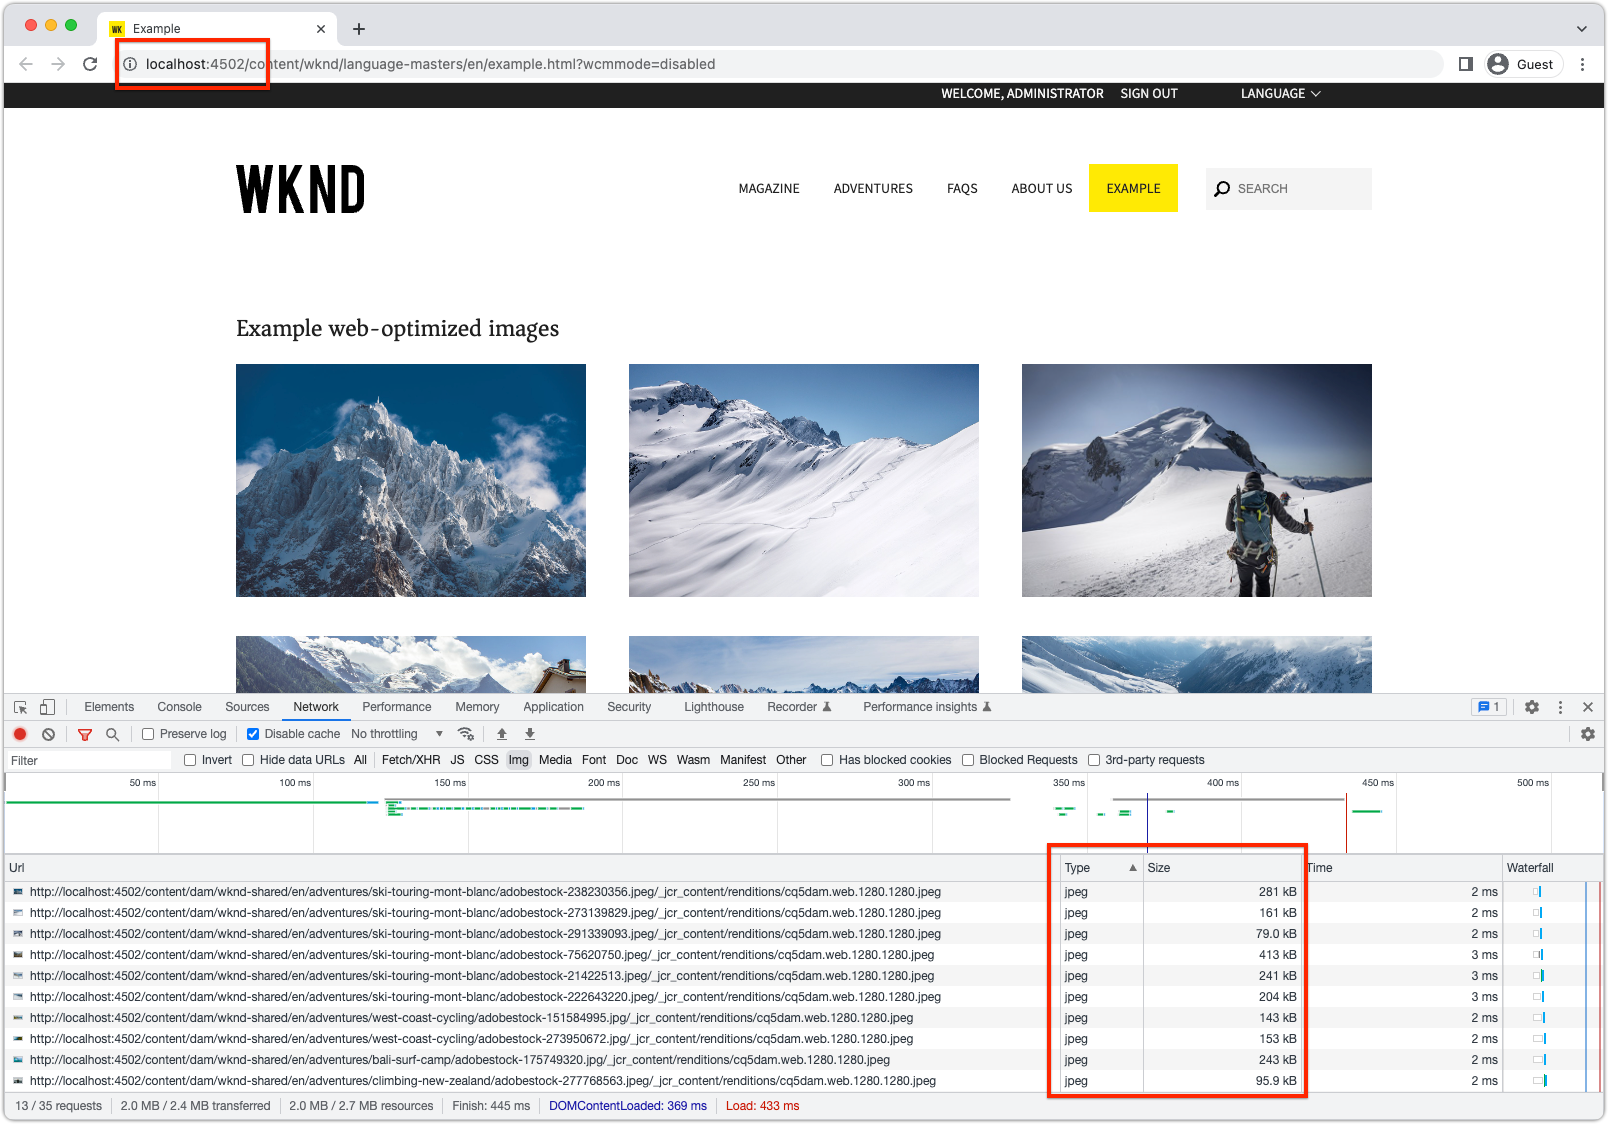 WK Example
localhost:4502/content/wknd/language-masters/en/example.html?wcmmode=disabled
Guest
WELCOME, ADMINISTRATOR SIGN OUT LANGUAGE
WKND MAGAZINE ADVENTURES FAQS ABOUT US EXAMPLE SEARCH
Example web-optimized images
Elements Console Sources Network Performance Memory Application Security Lighthouse Recorder Performance insights 1
Preserve log Disable cache No throttling
Filter Invert Hide data URLs All Fetch/XHR JS CSS Img Media Font Doc WS Wasm Manifest Other Has blocked cookies Blocked Requests 3rd-party requests
50 ms 100 ms 150 ms 200 ms 250 ms 300 ms 350 ms 400 ms 450 ms 500 ms
Url Type Size Time Waterfall
http://localhost:4502/content/dam/wknd-shared/en/adventures/ski-touring-mont-blanc/adobestock-238230356.jpeg/_jcr_content/renditions/cq5dam.web.1280.1280.jpeg jpeg 281 kB 2 ms
http://localhost:4502/content/dam/wknd-shared/en/adventures/ski-touring-mont-blanc/adobestock-273139829.jpeg/_jcr_content/renditions/cq5dam.web.1280.1280.jpeg jpeg 161 kB 2 ms
http://localhost:4502/content/dam/wknd-shared/en/adventures/ski-touring-mont-blanc/adobestock-291339093.jpeg/_jcr_content/renditions/cq5dam.web.1280.1280.jpeg jpeg 79.0 kB 2 ms
http://localhost:4502/content/dam/wknd-shared/en/adventures/ski-touring-mont-blanc/adobestock-75620750.jpeg/_jcr_content/renditions/cq5dam.web.1280.1280.jpeg jpeg 413 kB 3 ms
http://localhost:4502/content/dam/wknd-shared/en/adventures/ski-touring-mont-blanc/adobestock-21422513.jpeg/_jcr_content/renditions/cq5dam.web.1280.1280.jpeg jpeg 241 kB 3 ms
http://localhost:4502/content/dam/wknd-shared/en/adventures/ski-touring-mont-blanc/adobestock-222643220.jpeg/_jcr_content/renditions/cq5dam.web.1280.1280.jpeg jpeg 204 kB 3 ms
http://localhost:4502/content/dam/wknd-shared/en/adventures/west-coast-cycling/adobestock-151584995.jpg/_jcr_content/renditions/cq5dam.web.1280.1280.jpeg jpeg 143 kB 2 ms
http://localhost:4502/content/dam/wknd-shared/en/adventures/west-coast-cycling/adobestock-273950672.jpg/_jcr_content/renditions/cq5dam.web.1280.1280.jpeg jpeg 153 kB 2 ms
http://localhost:4502/content/dam/wknd-shared/en/adventures/bali-surf-camp/adobestock-175749320.jpg/_jcr_content/renditions/cq5dam.web.1280.1280.jpeg jpeg 243 kB 2 ms
http://localhost:4502/content/dam/wknd-shared/en/adventures/climbing-new-zealand/adobestock-277768563.jpeg/_jcr_content/renditions/cq5dam.web.1280.1280.jpeg jpeg 95.9 kB 2 ms
13 / 35 requests 2.0 MB / 2.4 MB transferred 2.0 MB / 2.7 MB resources Finish: 445 ms DOMContentLoaded: 369 ms Load: 433 ms